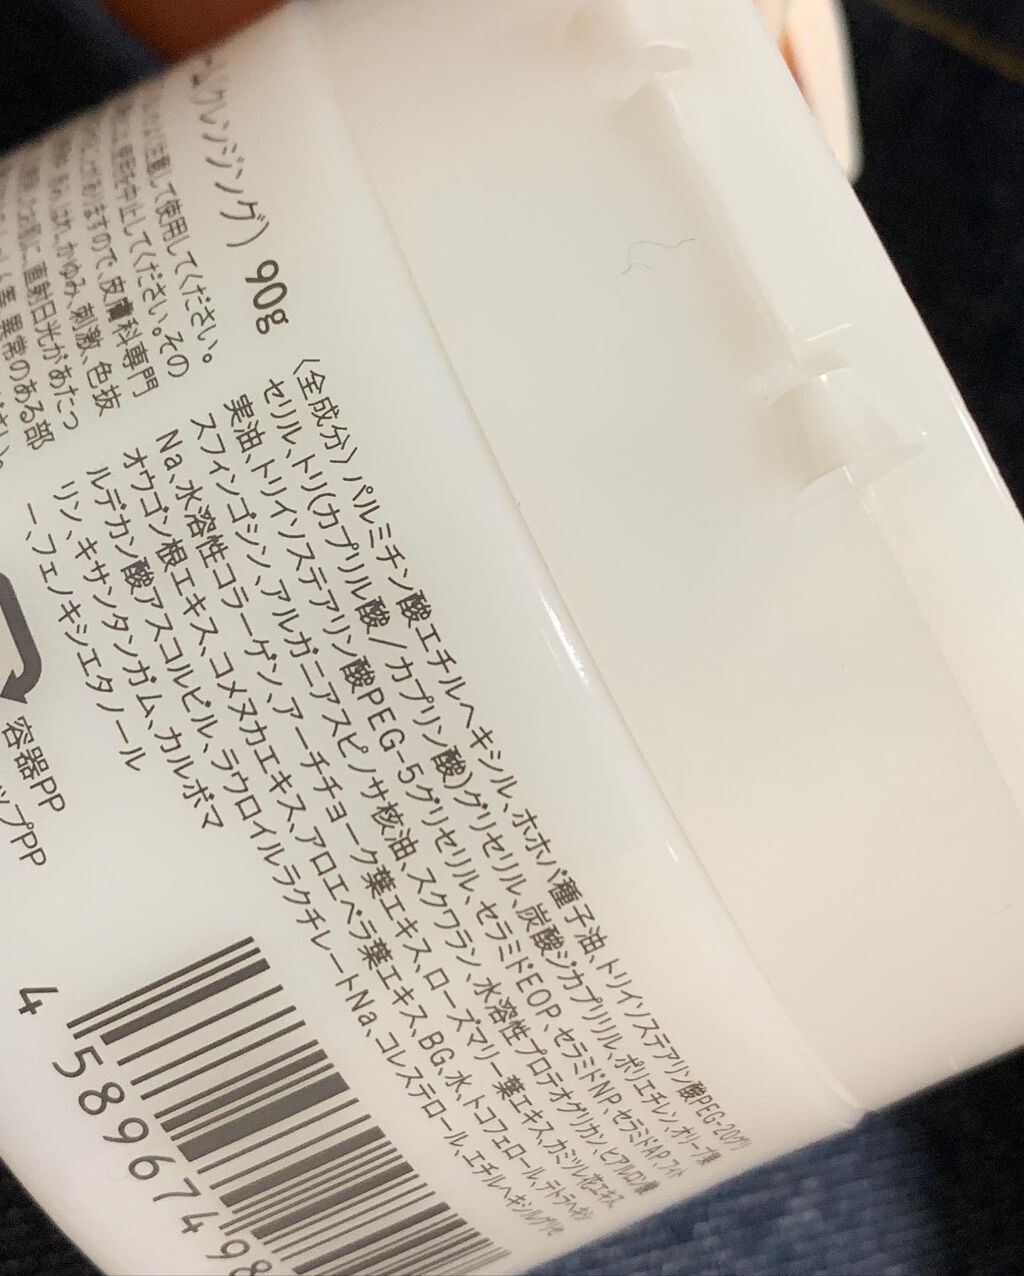 ムクレンジング) 90g
して使用してください。
使用を中止してください。その
ありますので、皮膚科専門
はれ、かゆみ、刺激、色抜
に直射日光があたっ
異常のある部
〈全成分〉パルミチン酸エチルヘキシル、ホホバ種子油、トリイソステアリン酸PEG-20グリ
セリル、トリ(カプリル酸/カプリン酸)グリセリル、炭酸ジカプリリル、ポリエチレン、オリーブ果
実油、トリイソステアリン酸PEG-5グリセリル、セラミドEOP、セラミドNP、セラミドAP、フィト
スフィンゴシン、アルガニアスピノサ核油、スクワラン、水溶性プロテオグリカン、ヒアルロン酸
Na、水溶性コラーゲン、アーチチョーク葉エキス、ローズマリー葉エキス、カミツレ花エキス、
オウゴン根エキス、コメヌカエキス、アロエベラ葉エキス、BG、水、トコフェロール、テトラヘキシ
ルデカン酸アスコルビル、ラウロイルラクチレートNa、コレステロール、エチルヘキシルグリセ
リン、キサンタンガム、カルボマ
ー、フェノキシエタノール
容器PP
ップPP
4 589674 98